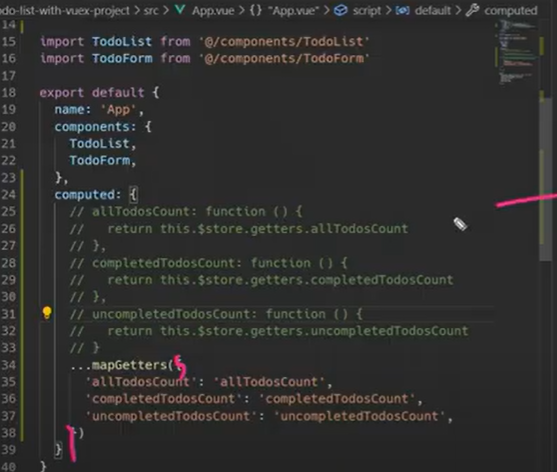 do-list-with-vuex-project > src > App.vue > {} "App.vue" > script > default > computed
14
15 import TodoList from '@/components/TodoList'
16 import TodoForm from '@/components/TodoForm'
17
18 export default {
19 name: 'App',
20 components: {
21 TodoList,
22 TodoForm,
23 },
24 computed: {
25 // allTodosCount: function () {
26 // return this.$store.getters.allTodosCount
27 // },
28 // completedTodosCount: function () {
29 // return this.$store.getters.completedTodosCount
30 // },
31 // uncompletedTodosCount: function () {
32 // return this.$store.getters.uncompletedTodosCount
33 // }
34 ...mapGetters({
35 'allTodosCount': 'allTodosCount',
36 'completedTodosCount': 'completedTodosCount',
37 'uncompletedTodosCount': 'uncompletedTodosCount',
38 })
39 }
40 }